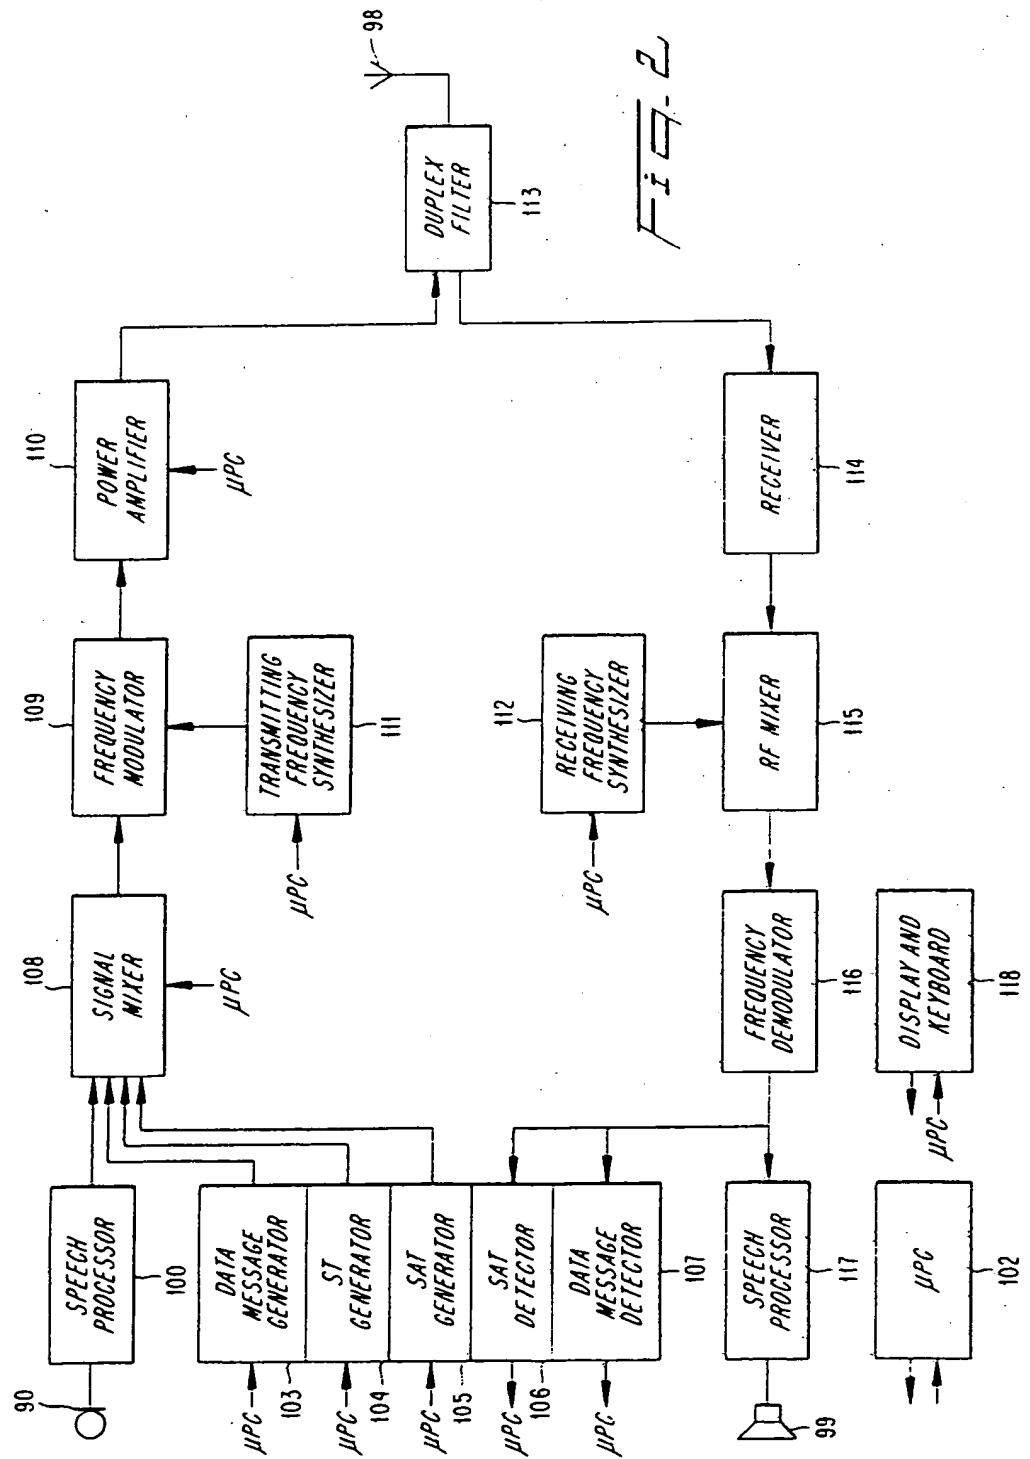 90
SPEECH
PROCESSOR
100
108
SIGNAL
MIXER
μPC
109
FREQUENCY
MODULATOR
110
POWER
AMPLIFIER
μPC
μPC
DATA
MESSAGE
GENERATOR
103
μPC
ST
GENERATOR
104
μPC
SAT
GENERATOR
105
μPC
SAT
DETECTOR
106
μPC
DATA
MESSAGE
DETECTOR
107
μPC
TRANSMITTING
FREQUENCY
SYNTHESIZER
111
DUPLEX
FILTER
113
98
112
μPC
RECEIVING
FREQUENCY
SYNTHESIZER
99
SPEECH
PROCESSOR
117
FREQUENCY
DEMODULATOR
116
RF MIXER
115
RECEIVER
114
μPC
102
μPC
DISPLAY AND
KEYBOARD
118
Fig. 2